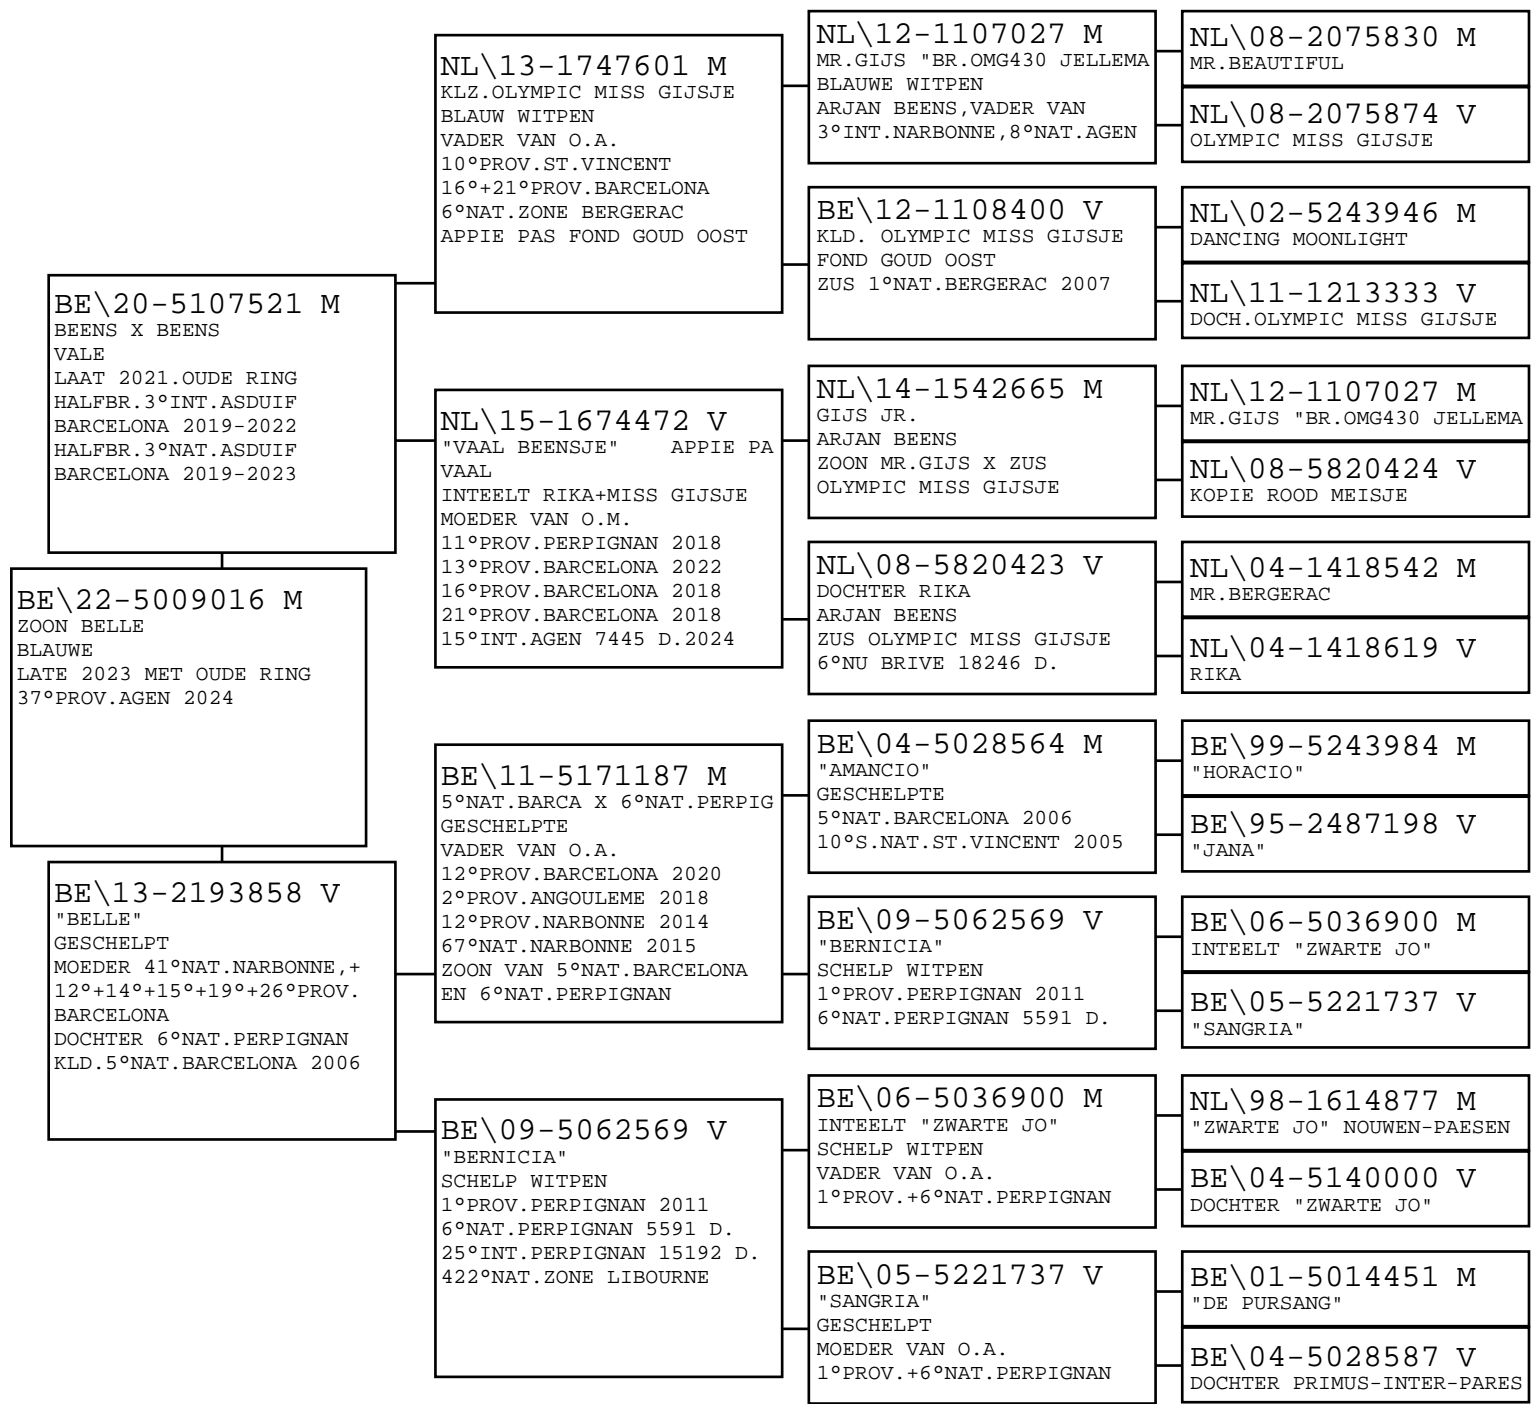 BE\22-5009016 M
ZOON BELLE
BLAUWE
LATE 2023 MET OUDE RING
37°PROV.AGEN 2024
BE\20-5107521 M
BEENS X BEENS
VALE
LAAT 2021.OUDE RING
HALFBR.3°INT.ASDUIF
BARCELONA 2019-2022
HALFBR.3°NAT.ASDUIF
BARCELONA 2019-2023
BE\13-2193858 V
"BELLE"
GESCHELPT
MOEDER 41°NAT.NARBONNE,+
12°+14°+15°+19°+26°PROV.
BARCELONA
DOCHTER 6°NAT.PERPIGNAN
KLD.5°NAT.BARCELONA 2006
NL\13-1747601 M
KLZ.OLYMPIC MISS GIJSJE
BLAUW WITPEN
VADER VAN O.A.
10°PROV.ST.VINCENT
16°+21°PROV.BARCELONA
6°NAT.ZONE BERGERAC
APPIE PAS FOND GOUD OOST
NL\15-1674472 V
"VAAL BEENSJE" APPIE PA
VAAL
INTEELT RIKA+MISS GIJSJE
MOEDER VAN O.M.
11°PROV.PERPIGNAN 2018
13°PROV.BARCELONA 2022
16°PROV.BARCELONA 2018
21°PROV.BARCELONA 2018
15°INT.AGEN 7445 D.2024
BE\11-5171187 M
5°NAT.BARCA X 6°NAT.PERPIG
GESCHELPTE
VADER VAN O.A.
12°PROV.BARCELONA 2020
2°PROV.ANGOULEME 2018
12°PROV.NARBONNE 2014
67°NAT.NARBONNE 2015
ZOON VAN 5°NAT.BARCELONA
EN 6°NAT.PERPIGNAN
BE\09-5062569 V
"BERNICIA"
SCHELP WITPEN
1°PROV.PERPIGNAN 2011
6°NAT.PERPIGNAN 5591 D.
25°INT.PERPIGNAN 15192 D.
422°NAT.ZONE LIBOURNE
NL\12-1107027 M
MR.GIJS "BR.OMG430 JELLEMA
BLAUWE WITPEN
ARJAN BEENS,VADER VAN
3°INT.NARBONNE,8°NAT.AGEN
BE\12-1108400 V
KLD. OLYMPIC MISS GIJSJE
FOND GOUD OOST
ZUS 1°NAT.BERGERAC 2007
NL\14-1542665 M
GIJS JR.
ARJAN BEENS
ZOON MR.GIJS X ZUS
OLYMPIC MISS GIJSJE
NL\08-5820423 V
DOCHTER RIKA
ARJAN BEENS
ZUS OLYMPIC MISS GIJSJE
6°NU BRIVE 18246 D.
BE\04-5028564 M
"AMANCIO"
GESCHELPTE
5°NAT.BARCELONA 2006
10°S.NAT.ST.VINCENT 2005
BE\09-5062569 V
"BERNICIA"
SCHELP WITPEN
1°PROV.PERPIGNAN 2011
6°NAT.PERPIGNAN 5591 D.
BE\06-5036900 M
INTEELT "ZWARTE JO"
SCHELP WITPEN
VADER VAN O.A.
1°PROV.+6°NAT.PERPIGNAN
BE\05-5221737 V
"SANGRIA"
GESCHELPT
MOEDER VAN O.A.
1°PROV.+6°NAT.PERPIGNAN
NL\08-2075830 M
MR.BEAUTIFUL
NL\08-2075874 V
OLYMPIC MISS GIJSJE
NL\02-5243946 M
DANCING MOONLIGHT
NL\11-1213333 V
DOCH.OLYMPIC MISS GIJSJE
NL\12-1107027 M
MR.GIJS "BR.OMG430 JELLEMA
NL\08-5820424 V
KOPIE ROOD MEISJE
NL\04-1418542 M
MR.BERGERAC
NL\04-1418619 V
RIKA
BE\99-5243984 M
"HORACIO"
BE\95-2487198 V
"JANA"
BE\06-5036900 M
INTEELT "ZWARTE JO"
BE\05-5221737 V
"SANGRIA"
NL\98-1614877 M
"ZWARTE JO" NOUWEN-PAESEN
BE\04-5140000 V
DOCHTER "ZWARTE JO"
BE\01-5014451 M
"DE PURSANG"
BE\04-5028587 V
DOCHTER PRIMUS-INTER-PARES